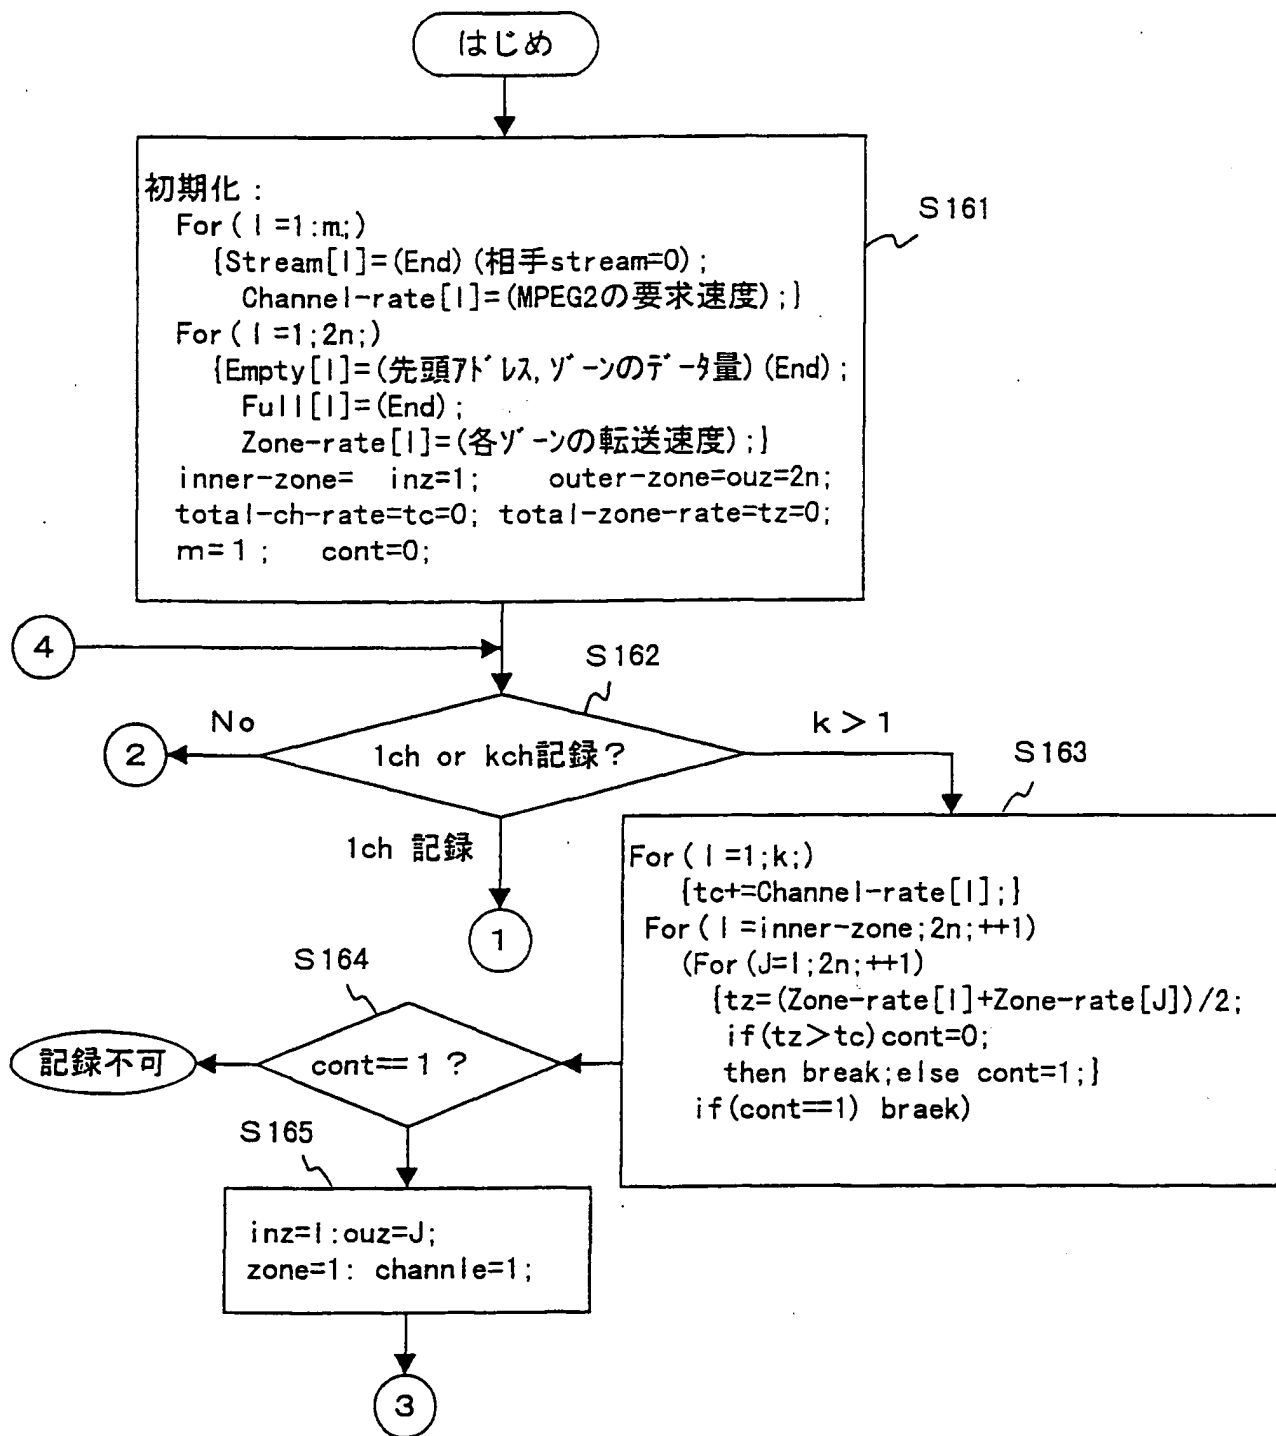 はじめ
初期化:
For(I=1:m;)
{Stream[I]=(End)(相手stream=0);
Channel-rate[I]=(MPEG2の要求速度);}
For(I=1;2n;)
{Empty[I]=(先頭ｱﾄﾞﾚｽ,ｿﾞｰﾝのﾃﾞｰﾀ量)(End);
Full[I]=(End);
Zone-rate[I]=(各ｿﾞｰﾝの転送速度);}
inner-zone= inz=1; outer-zone=ouz=2n;
total-ch-rate=tc=0; total-zone-rate=tz=0;
m=1; cont=0;
S161
4
S162
No
2
1ch or kch記録?
k>1
S163
1ch 記録
1
For(I=1;k;)
{tc+=Channel-rate[I];}
For(I=inner-zone;2n;++1)
(For(J=I;2n;++1)
{tz=(Zone-rate[I]+Zone-rate[J])/2;
if(tz>tc)cont=0;
then break;else cont=1;}
if(cont==1) braek)
S164
記録不可
cont==1?
S165
inz=I:ouz=J;
zone=1: channle=1;
3